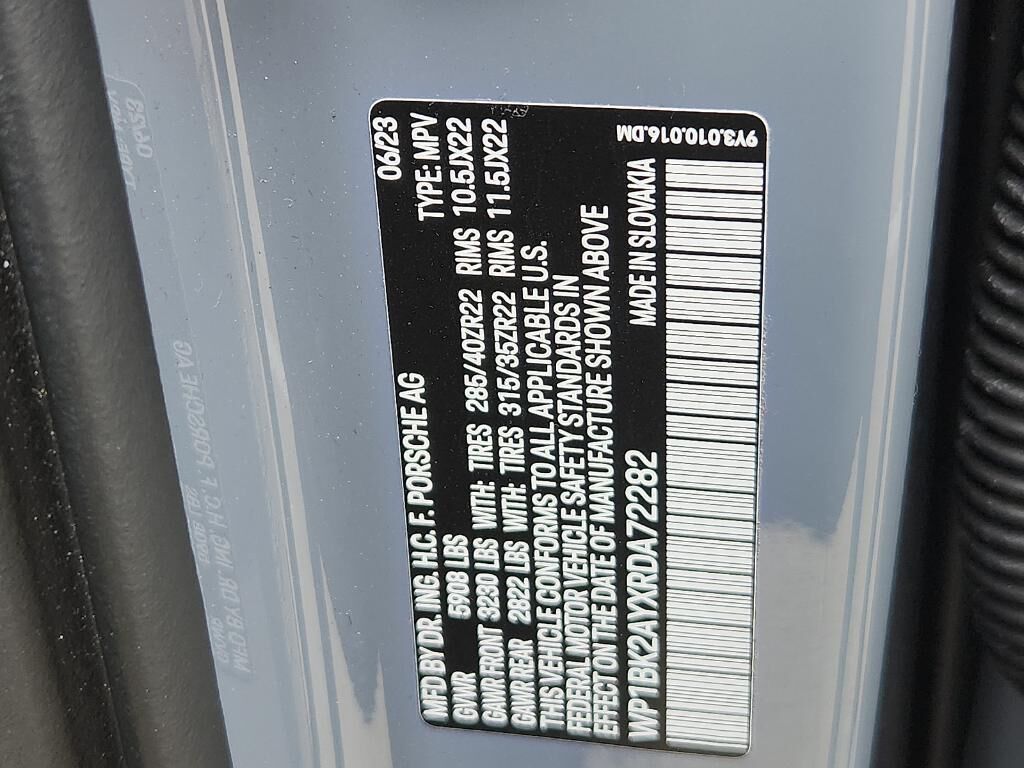 MFD BY DR. ING. H.C. F. PORSCHE AG 06/23
GVWR 5908 LBS TYPE: MPV
GAWR FRONT 3230 LBS WITH: TIRES 285/40ZR22 RIMS 10.5JX22
GAWR REAR 2822 LBS WITH: TIRES 315/35ZR22 RIMS 11.5JX22
THIS VEHICLE CONFORMS TO ALL APPLICABLE U.S.
FEDERAL MOTOR VEHICLE SAFETY STANDARDS IN
EFFECT ON THE DATE OF MANUFACTURE SHOWN ABOVE
WP1BK2AYXRDA72282 MADE IN SLOVAKIA
9Y3.010.016.DM